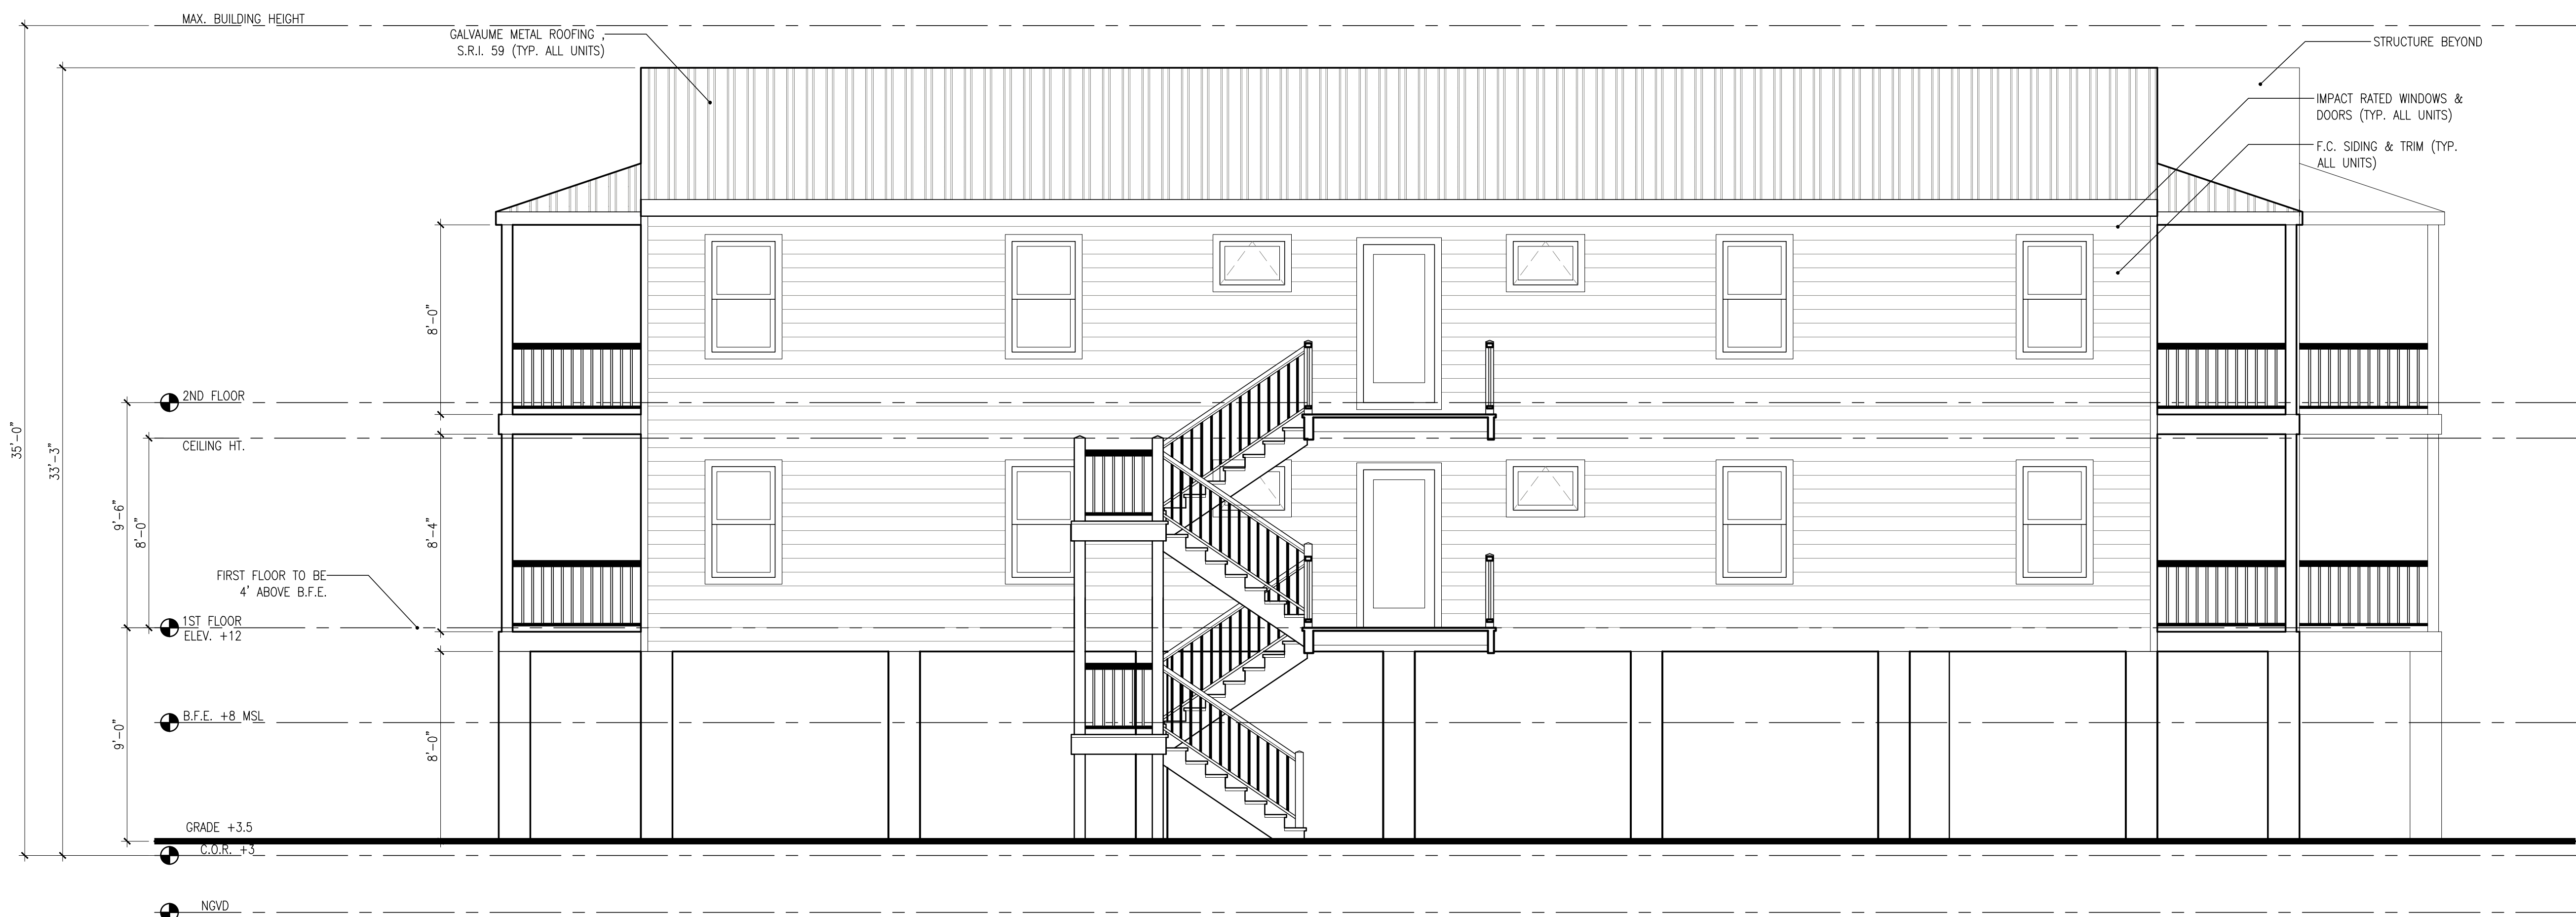 MAX. BUILDING HEIGHT
GALVAUME METAL ROOFING ,
S.R.I. 59 (TYP. ALL UNITS)
STRUCTURE BEYOND
IMPACT RATED WINDOWS &
DOORS (TYP. ALL UNITS)
F.C. SIDING & TRIM (TYP.
ALL UNITS)
35'-0"
33'-3"
8'-0"
2ND FLOOR
CEILING HT.
9'-6"
8'-0"
8'-4"
FIRST FLOOR TO BE
4' ABOVE B.F.E.
1ST FLOOR
ELEV. +12
B.F.E. +8 MSL
9'-0"
8'-0"
GRADE +3.5
C.O.R. +3
NGVD